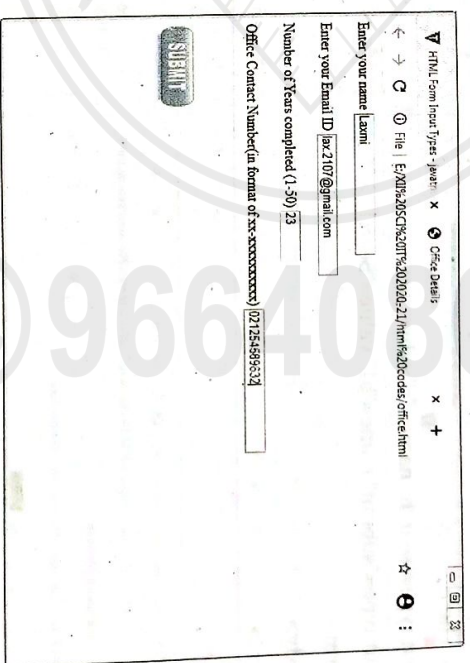 HTML Form Input Types - javatr x Office Details x +
File | E:/XII%20SCI%20IT%202020-21/html%20codes/office.html
Enter your name Laxmi
Enter your Email ID lax.2107@gmail.com
Number of Years completed (1-50) 23
Office Contact Number(in format of xx-xxxxxxxxxx) 021254589632
SUBMIT